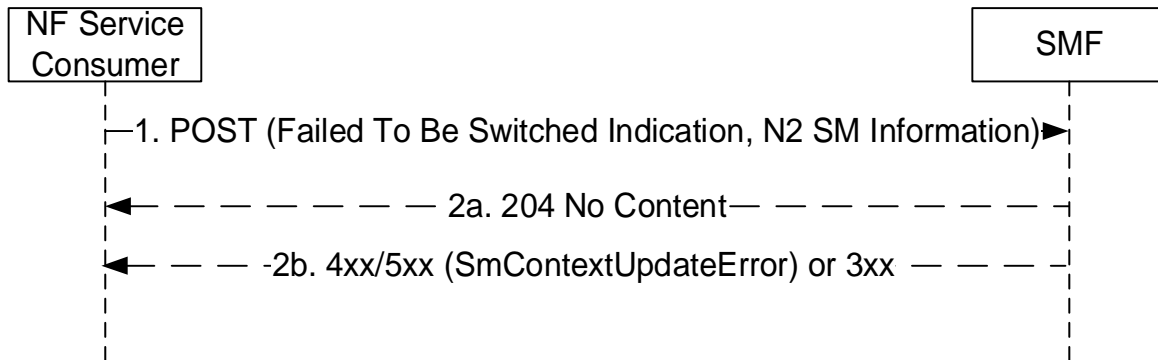 NF Service
Consumer
SMF
1. POST (Failed To Be Switched Indication, N2 SM Information)
2a. 204 No Content
2b. 4xx/5xx (SmContextUpdateError) or 3xx